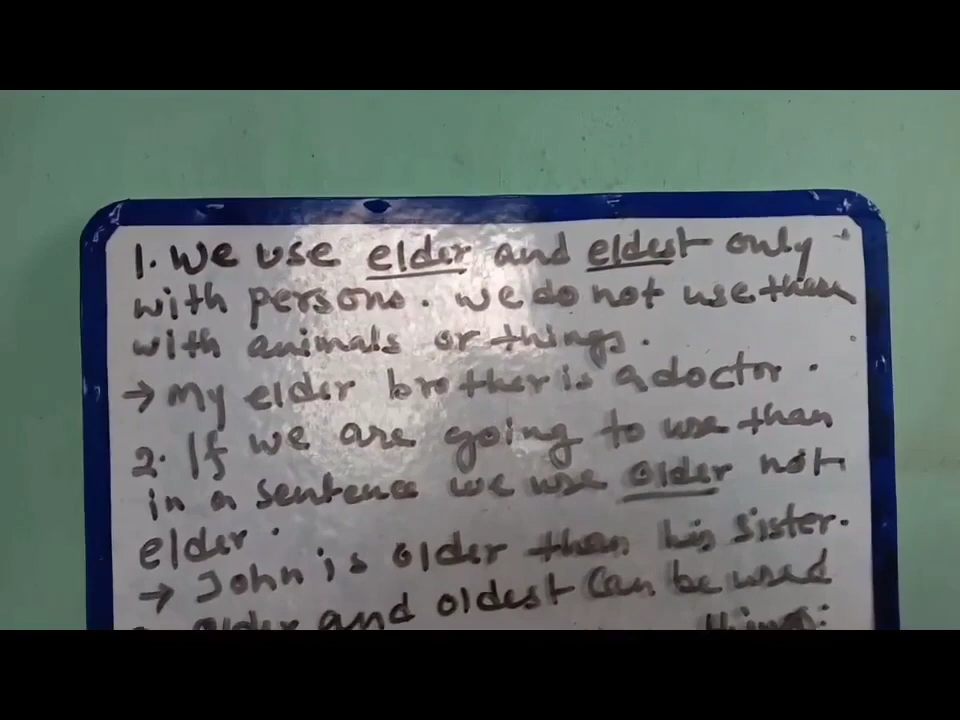 1. We use elder and eldest only
with persons. we do not use them
with animals or things.
→ My elder brother is a doctor.
2. If we are going to use than
in a sentence we use older not
elder.
→ John is older than his sister.
older and oldest can be used
things: